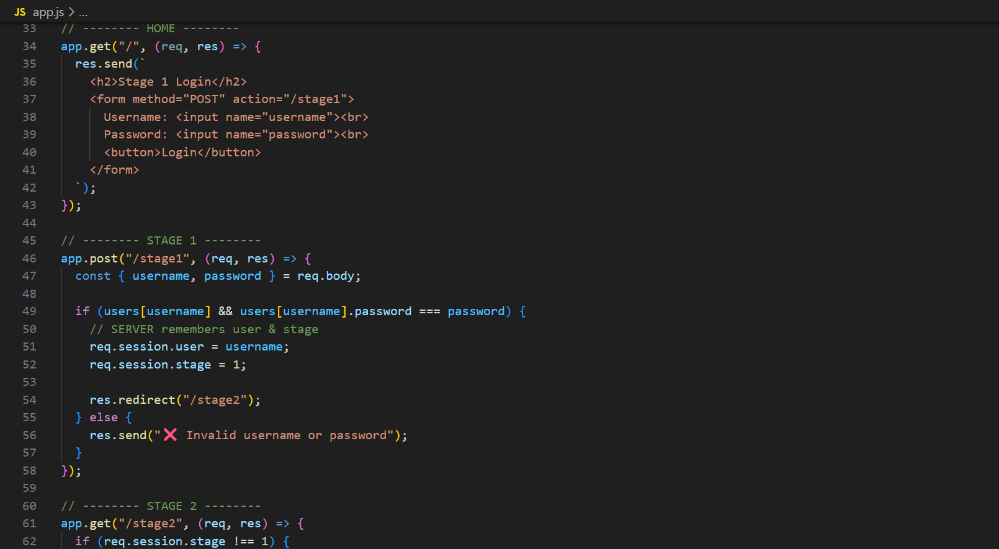 JS app.js > ...
33 // -------- HOME --------
34 app.get("/", (req, res) => {
35   res.send(`
36     <h2>Stage 1 Login</h2>
37     <form method="POST" action="/stage1">
38       Username: <input name="username"><br>
39       Password: <input name="password"><br>
40       <button>Login</button>
41     </form>
42   `);
43 });
44
45 // -------- STAGE 1 --------
46 app.post("/stage1", (req, res) => {
47   const { username, password } = req.body;
48
49   if (users[username] && users[username].password === password) {
50     // SERVER remembers user & stage
51     req.session.user = username;
52     req.session.stage = 1;
53
54     res.redirect("/stage2");
55   } else {
56     res.send("❌ Invalid username or password");
57   }
58 });
59
60 // -------- STAGE 2 --------
61 app.get("/stage2", (req, res) => {
62   if (req.session.stage !== 1) {